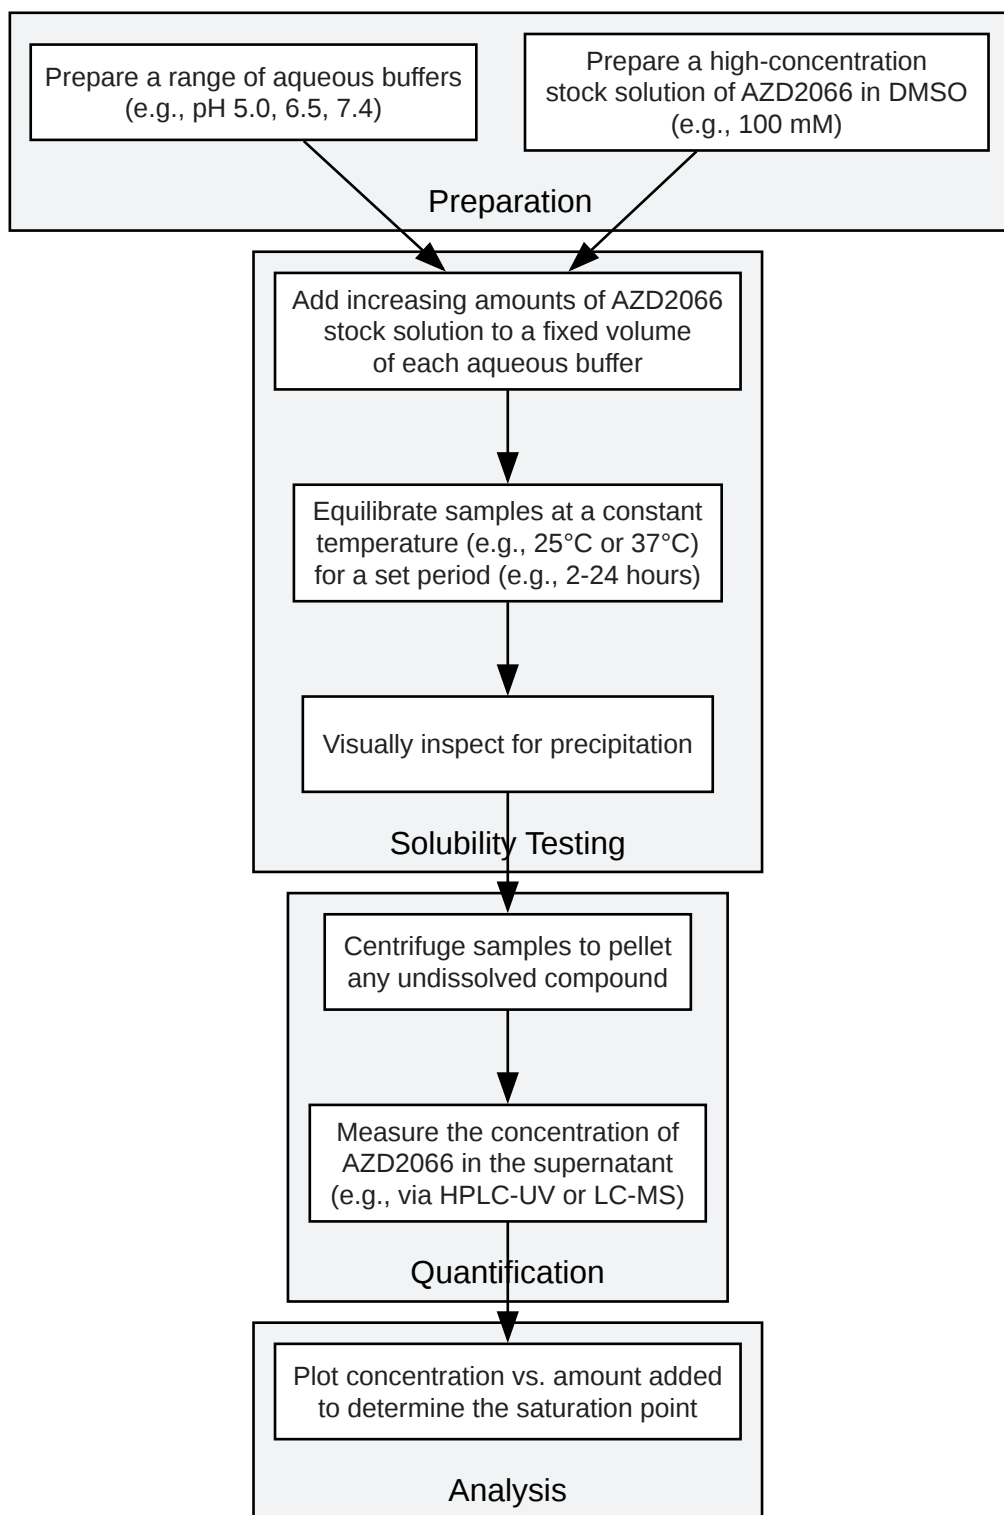 Prepare a range of aqueous buffers
(e.g., pH 5.0, 6.5, 7.4)
Prepare a high-concentration
stock solution of AZD2066 in DMSO
(e.g., 100 mM)
Preparation
Add increasing amounts of AZD2066
stock solution to a fixed volume
of each aqueous buffer
Equilibrate samples at a constant
temperature (e.g., 25°C or 37°C)
for a set period (e.g., 2-24 hours)
Visually inspect for precipitation
Solubility Testing
Centrifuge samples to pellet
any undissolved compound
Measure the concentration of
AZD2066 in the supernatant
(e.g., via HPLC-UV or LC-MS)
Quantification
Plot concentration vs. amount added
to determine the saturation point
Analysis